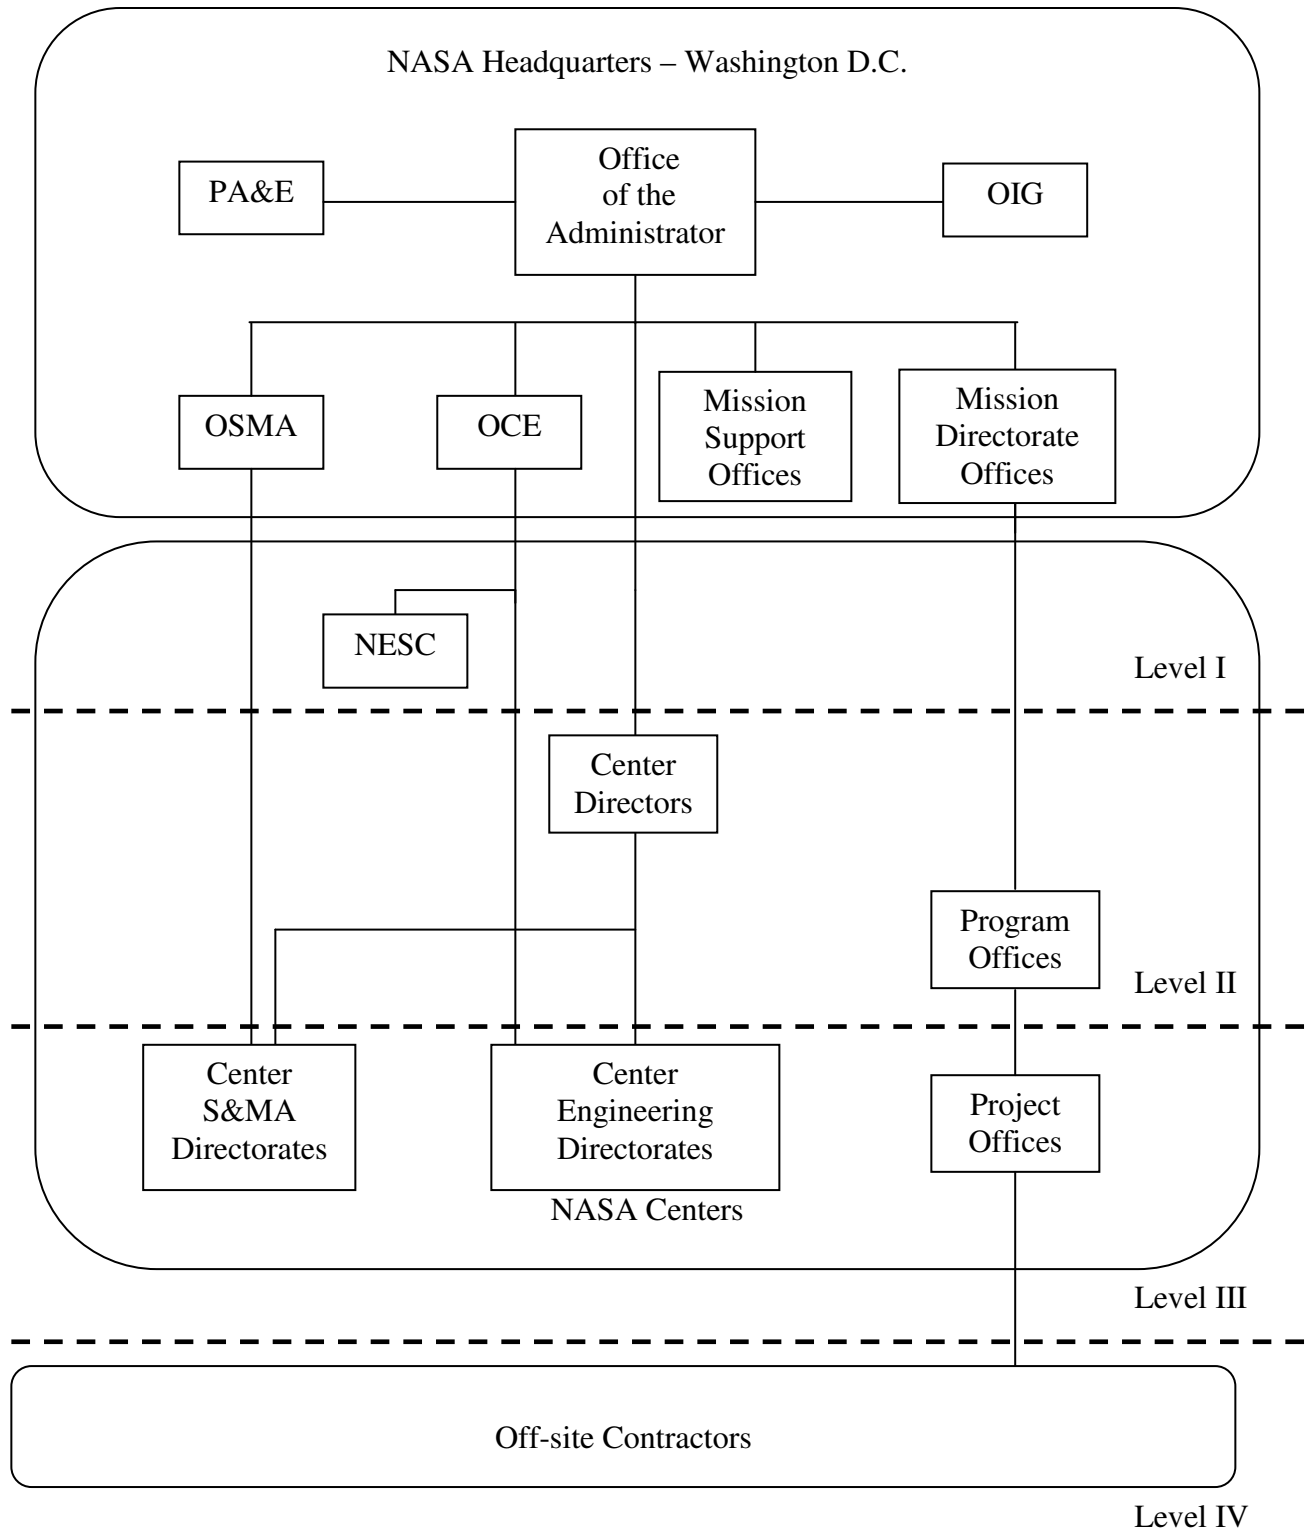 NASA Headquarters – Washington D.C.
PA&E
Office
of the
Administrator
OIG
OSMA
OCE
Mission
Support
Offices
Mission
Directorate
Offices
NESC
Level I
Center
Directors
Program
Offices
Level II
Center
S&MA
Directorates
Center
Engineering
Directorates
Project
Offices
NASA Centers
Level III
Off-site Contractors
Level IV